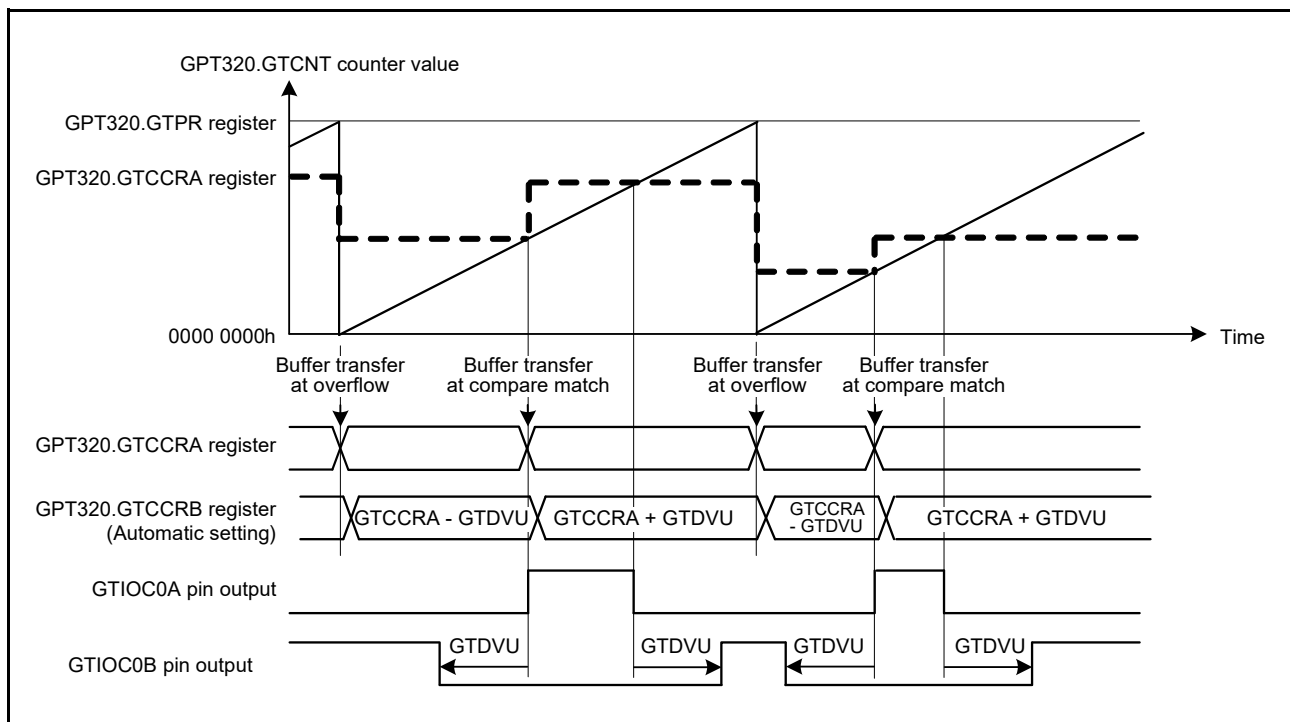 GPT320.GTCNT counter value
GPT320.GTPR register
GPT320.GTCCRA register
0000 0000h
Time
Buffer transfer
at overflow
Buffer transfer
at compare match
Buffer transfer
at overflow
Buffer transfer
at compare match
GPT320.GTCCRA register
GPT320.GTCCRB register
(Automatic setting)
GTCCRA - GTDVU
GTCCRA + GTDVU
GTCCRA
- GTDVU
GTCCRA + GTDVU
GTIOC0A pin output
GTIOC0B pin output
GTDVU
GTDVU
GTDVU
GTDVU